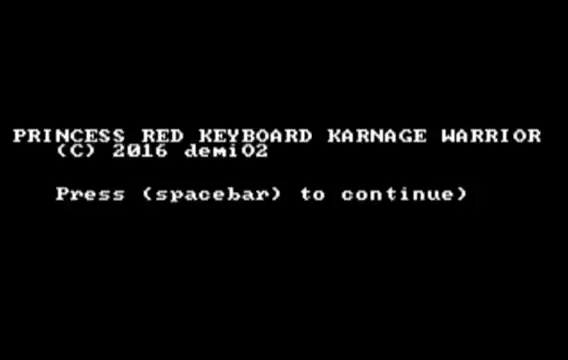 PRINCESS RED KEYBOARD KARNAGE WARRIOR
(C) 2016 demi02
Press (spacebar) to continue)